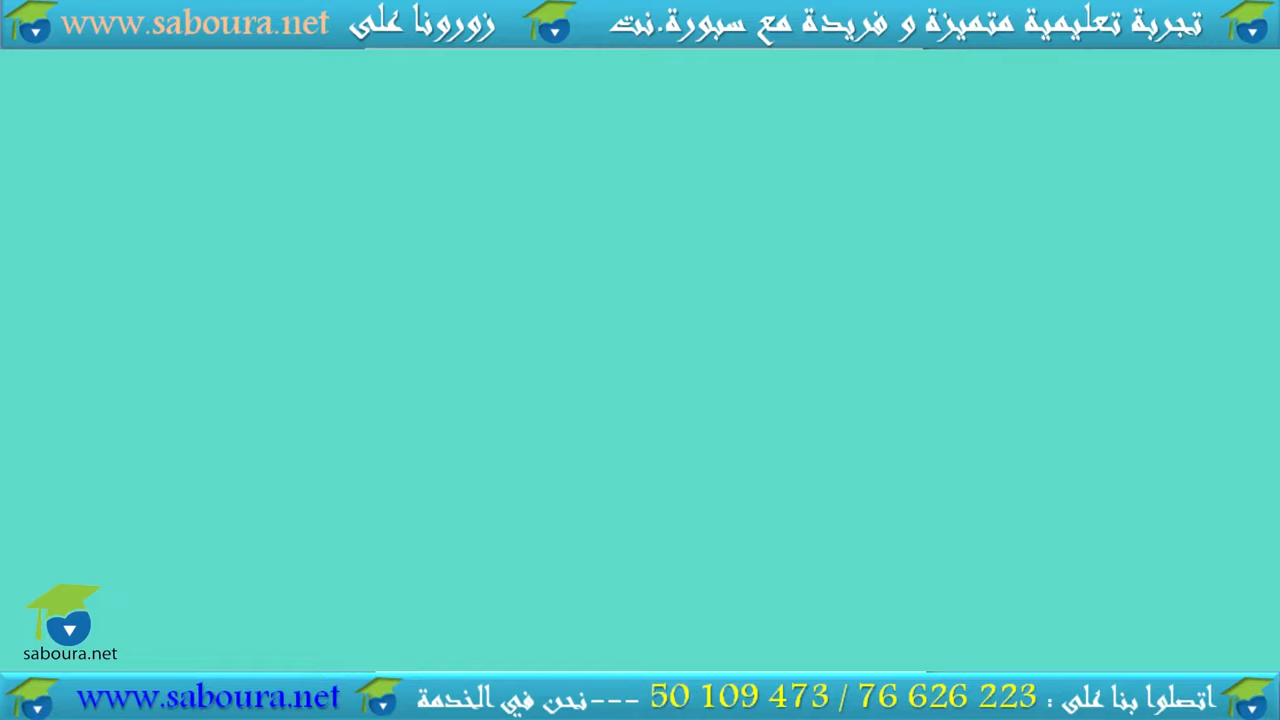 تجربة تعليمية متميزة و فريدة مع سبورة.نت زورونا على www.saboura.net
saboura.net
اتصلوا بنا على : 50 109 473 / 76 626 223 ---نحن في الخدمة www.saboura.net